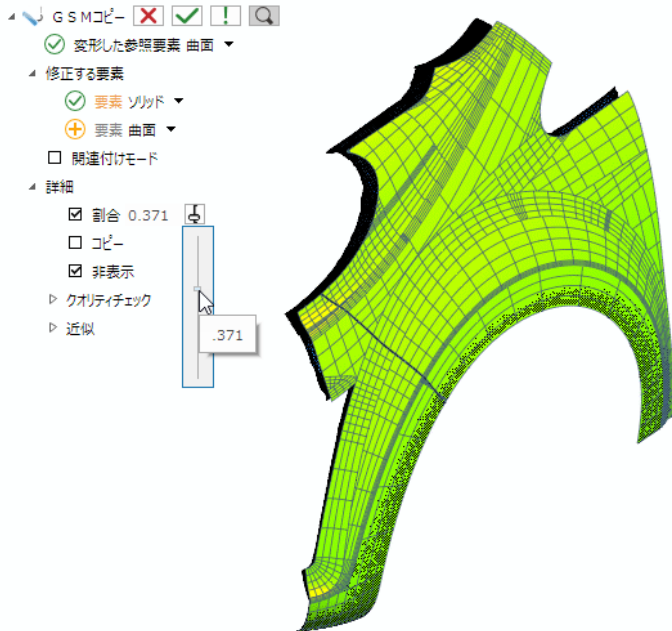 GSMコピー
変形した参照要素 曲面
修正する要素
要素 ソリッド
要素 曲面
関連付けモード
詳細
割合 0.371
コピー
非表示
クオリティチェック
.371
近似